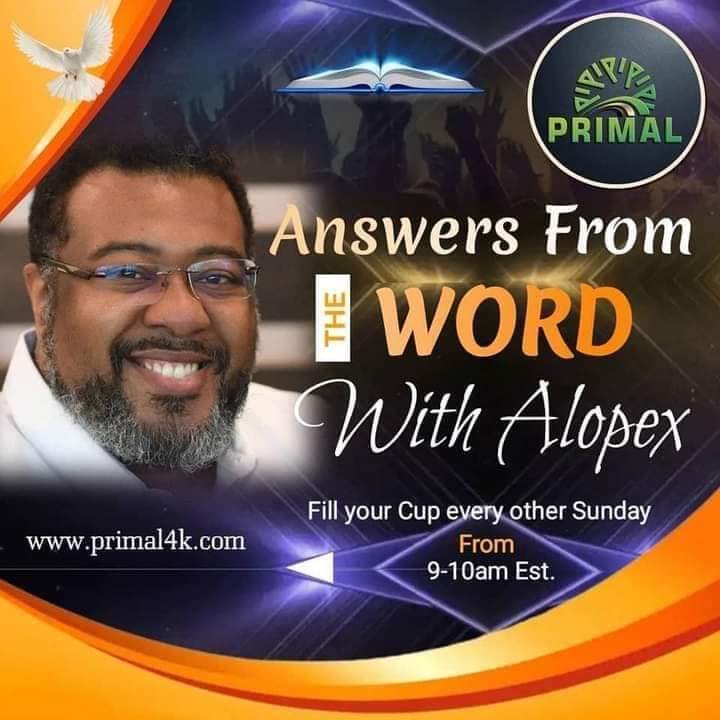 PRIMAL
Answers From
THE
WORD
With Alopex
Fill your Cup every other Sunday
www.primal4k.com
From
9-10am Est.